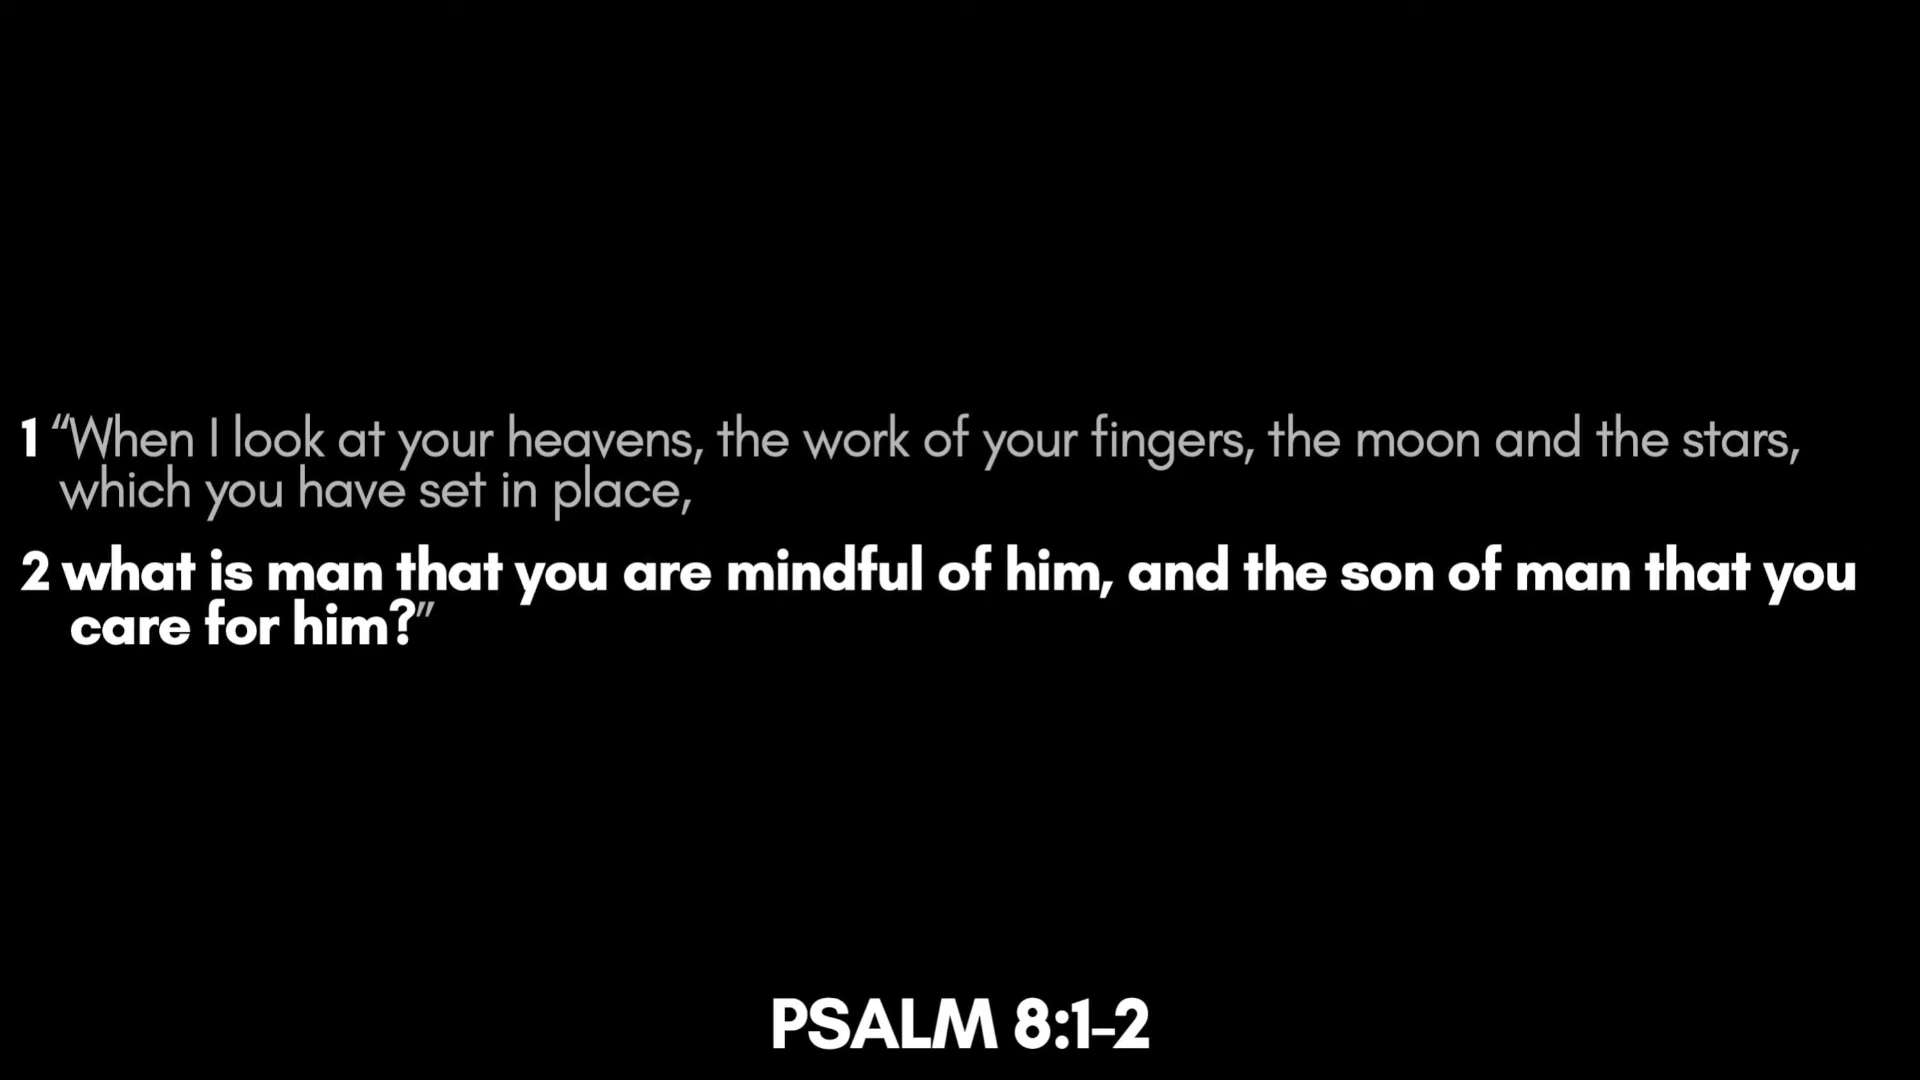 1 “When I look at your heavens, the work of your fingers, the moon and the stars,
which you have set in place,
2 what is man that you are mindful of him, and the son of man that you
care for him?”
PSALM 8:1-2